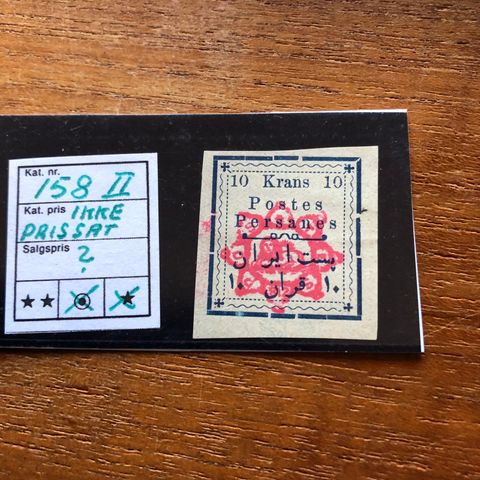 Kat. nr.
158 II
Kat. pris IKKE
PRISSAT
Salgspris
?
★★ ★
10 Krans 10
Postes
Persanes
پست ایران
۱۰ قران ۱۰